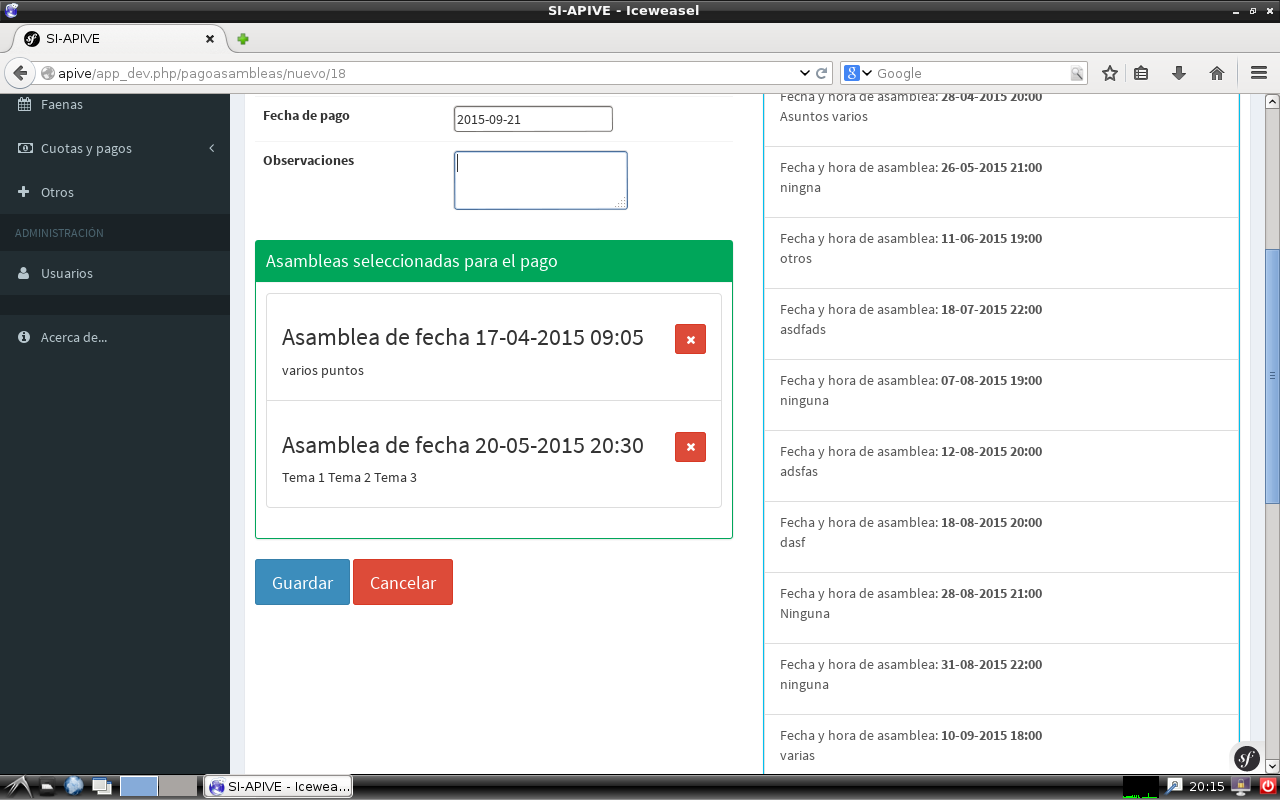 SI-APIVE - Iceweasel
SI-APIVE
apive/app_dev.php/pagoasambleas/nuevo/18
Google
Faenas
Cuotas y pagos
Otros
ADMINISTRACIÓN
Usuarios
Acerca de...
Fecha de pago
2015-09-21
Observaciones
Asambleas seleccionadas para el pago
Asamblea de fecha 17-04-2015 09:05
varios puntos
Asamblea de fecha 20-05-2015 20:30
Tema 1 Tema 2 Tema 3
Guardar
Cancelar
Fecha y hora de asamblea: 28-04-2015 20:00
Asuntos varios
Fecha y hora de asamblea: 26-05-2015 21:00
ningna
Fecha y hora de asamblea: 11-06-2015 19:00
otros
Fecha y hora de asamblea: 18-07-2015 22:00
asdfads
Fecha y hora de asamblea: 07-08-2015 19:00
ninguna
Fecha y hora de asamblea: 12-08-2015 20:00
adsfas
Fecha y hora de asamblea: 18-08-2015 20:00
dasf
Fecha y hora de asamblea: 28-08-2015 21:00
Ninguna
Fecha y hora de asamblea: 31-08-2015 22:00
ninguna
Fecha y hora de asamblea: 10-09-2015 18:00
varias
SI-APIVE - Icewea...
20:15